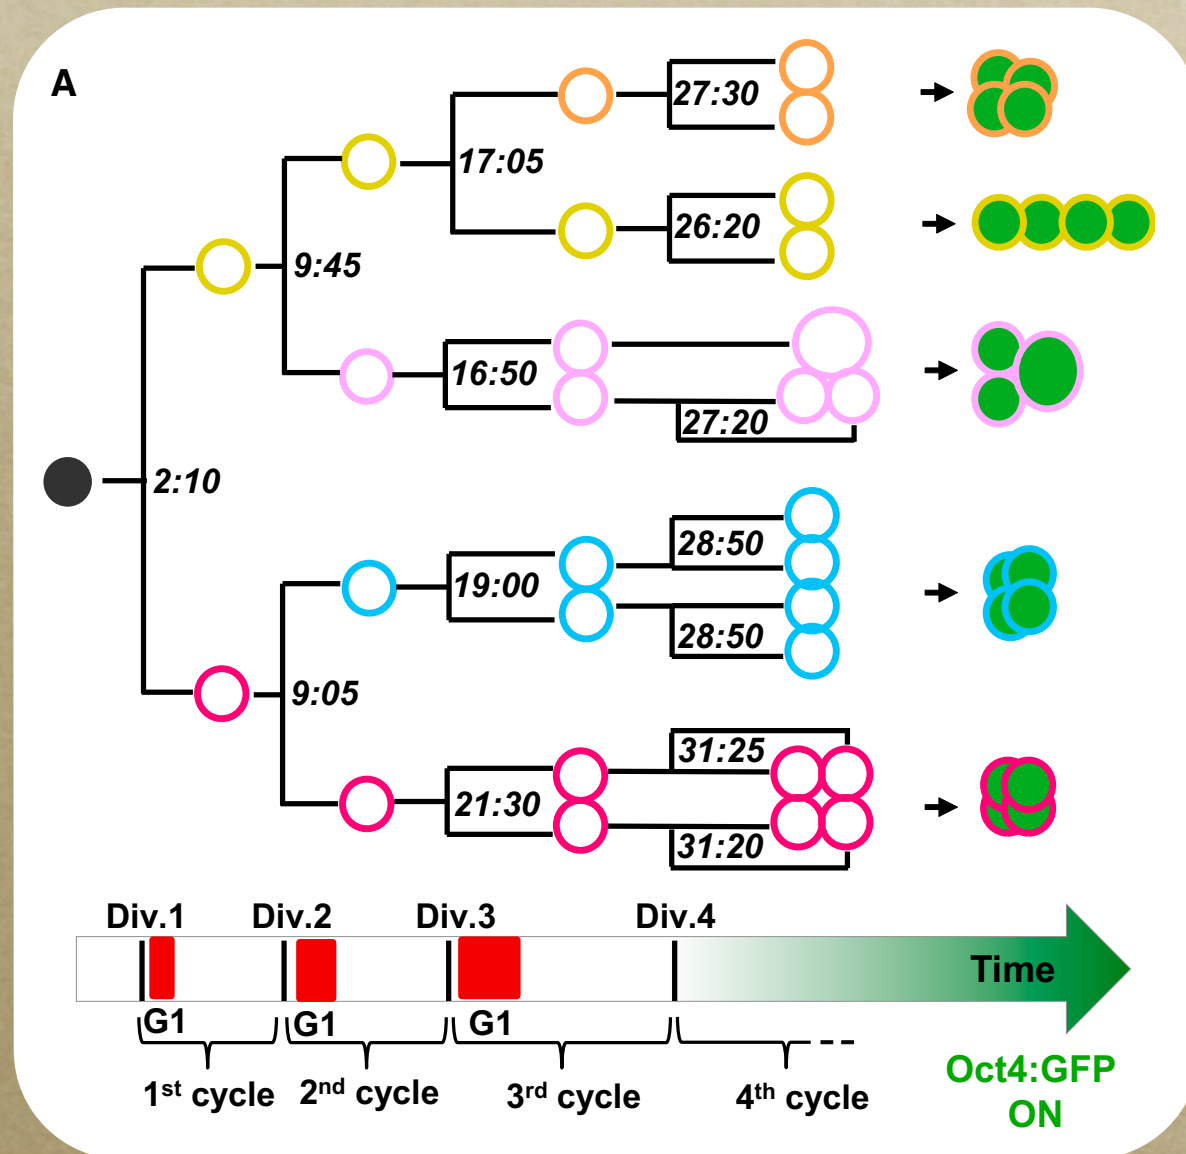 A
27:30
17:05
26:20
9:45
16:50
27:20
2:10
28:50
19:00
28:50
9:05
31:25
21:30
31:20
Div.1 Div.2 Div.3 Div.4
Time
G1 G1 G1
1st cycle 2nd cycle 3rd cycle 4th cycle
Oct4:GFP
ON